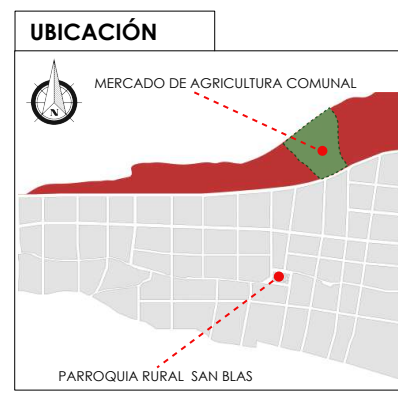 UBICACIÓN
MERCADO DE AGRICULTURA COMUNAL
N
PARROQUIA RURAL SAN BLAS